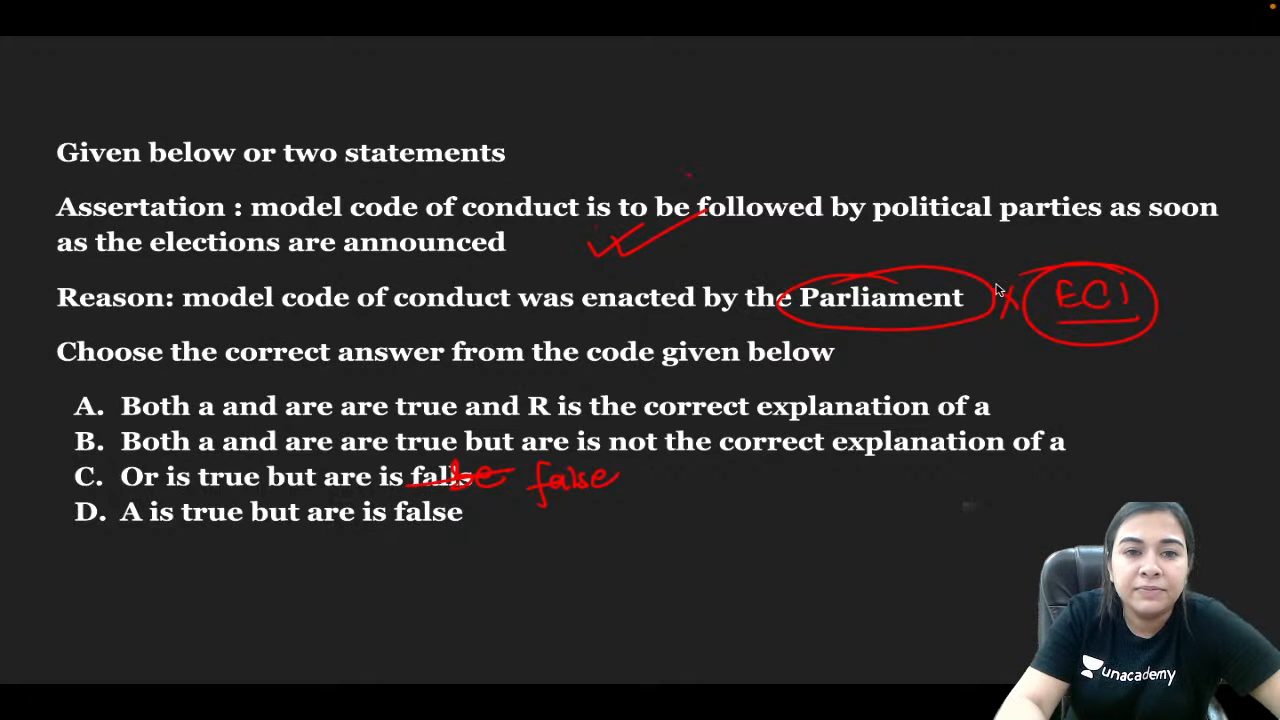 Given below or two statements
Assertation : model code of conduct is to be followed by political parties as soon
as the elections are announced
Reason: model code of conduct was enacted by the Parliament ECI
Choose the correct answer from the code given below
A. Both a and are are true and R is the correct explanation of a
B. Both a and are are true but are is not the correct explanation of a
C. Or is true but are is falls false
D. A is true but are is false
unacademy